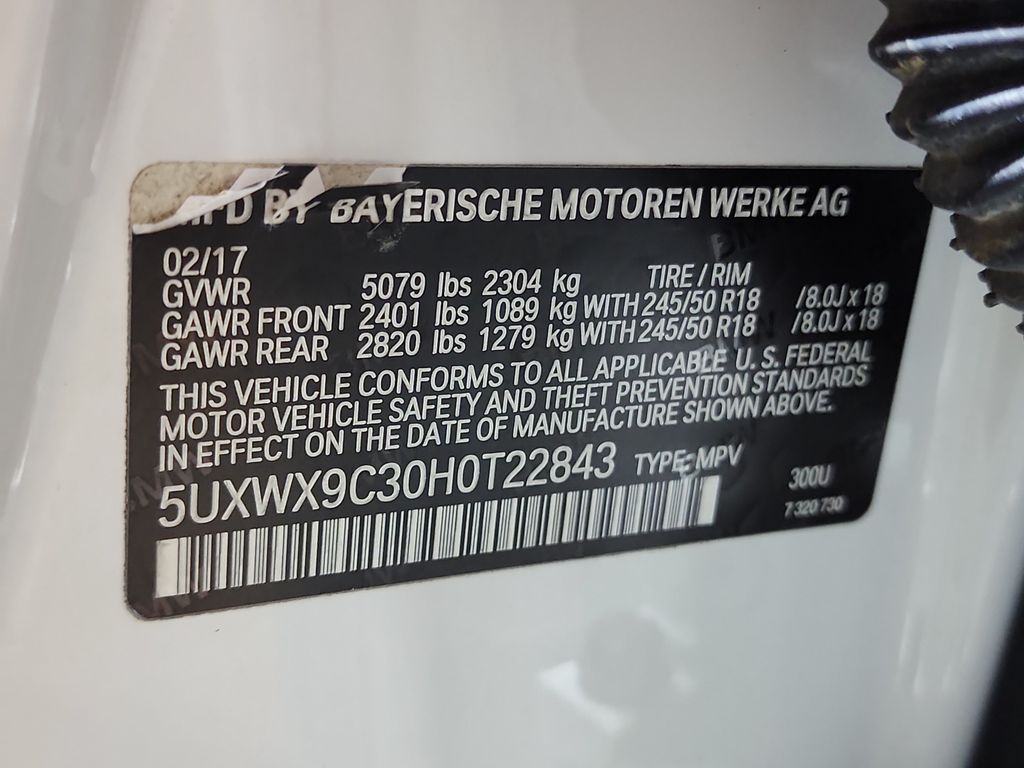 MFD BY BAYERISCHE MOTOREN WERKE AG
02/17
GVWR 5079 lbs 2304 kg TIRE / RIM
GAWR FRONT 2401 lbs 1089 kg WITH 245/50 R18 /8.0J x 18
GAWR REAR 2820 lbs 1279 kg WITH 245/50 R18 /8.0J x 18
THIS VEHICLE CONFORMS TO ALL APPLICABLE U. S. FEDERAL
MOTOR VEHICLE SAFETY AND THEFT PREVENTION STANDARDS
IN EFFECT ON THE DATE OF MANUFACTURE SHOWN ABOVE.
5UXWX9C30H0T22843 TYPE: MPV 300U
7 320 730